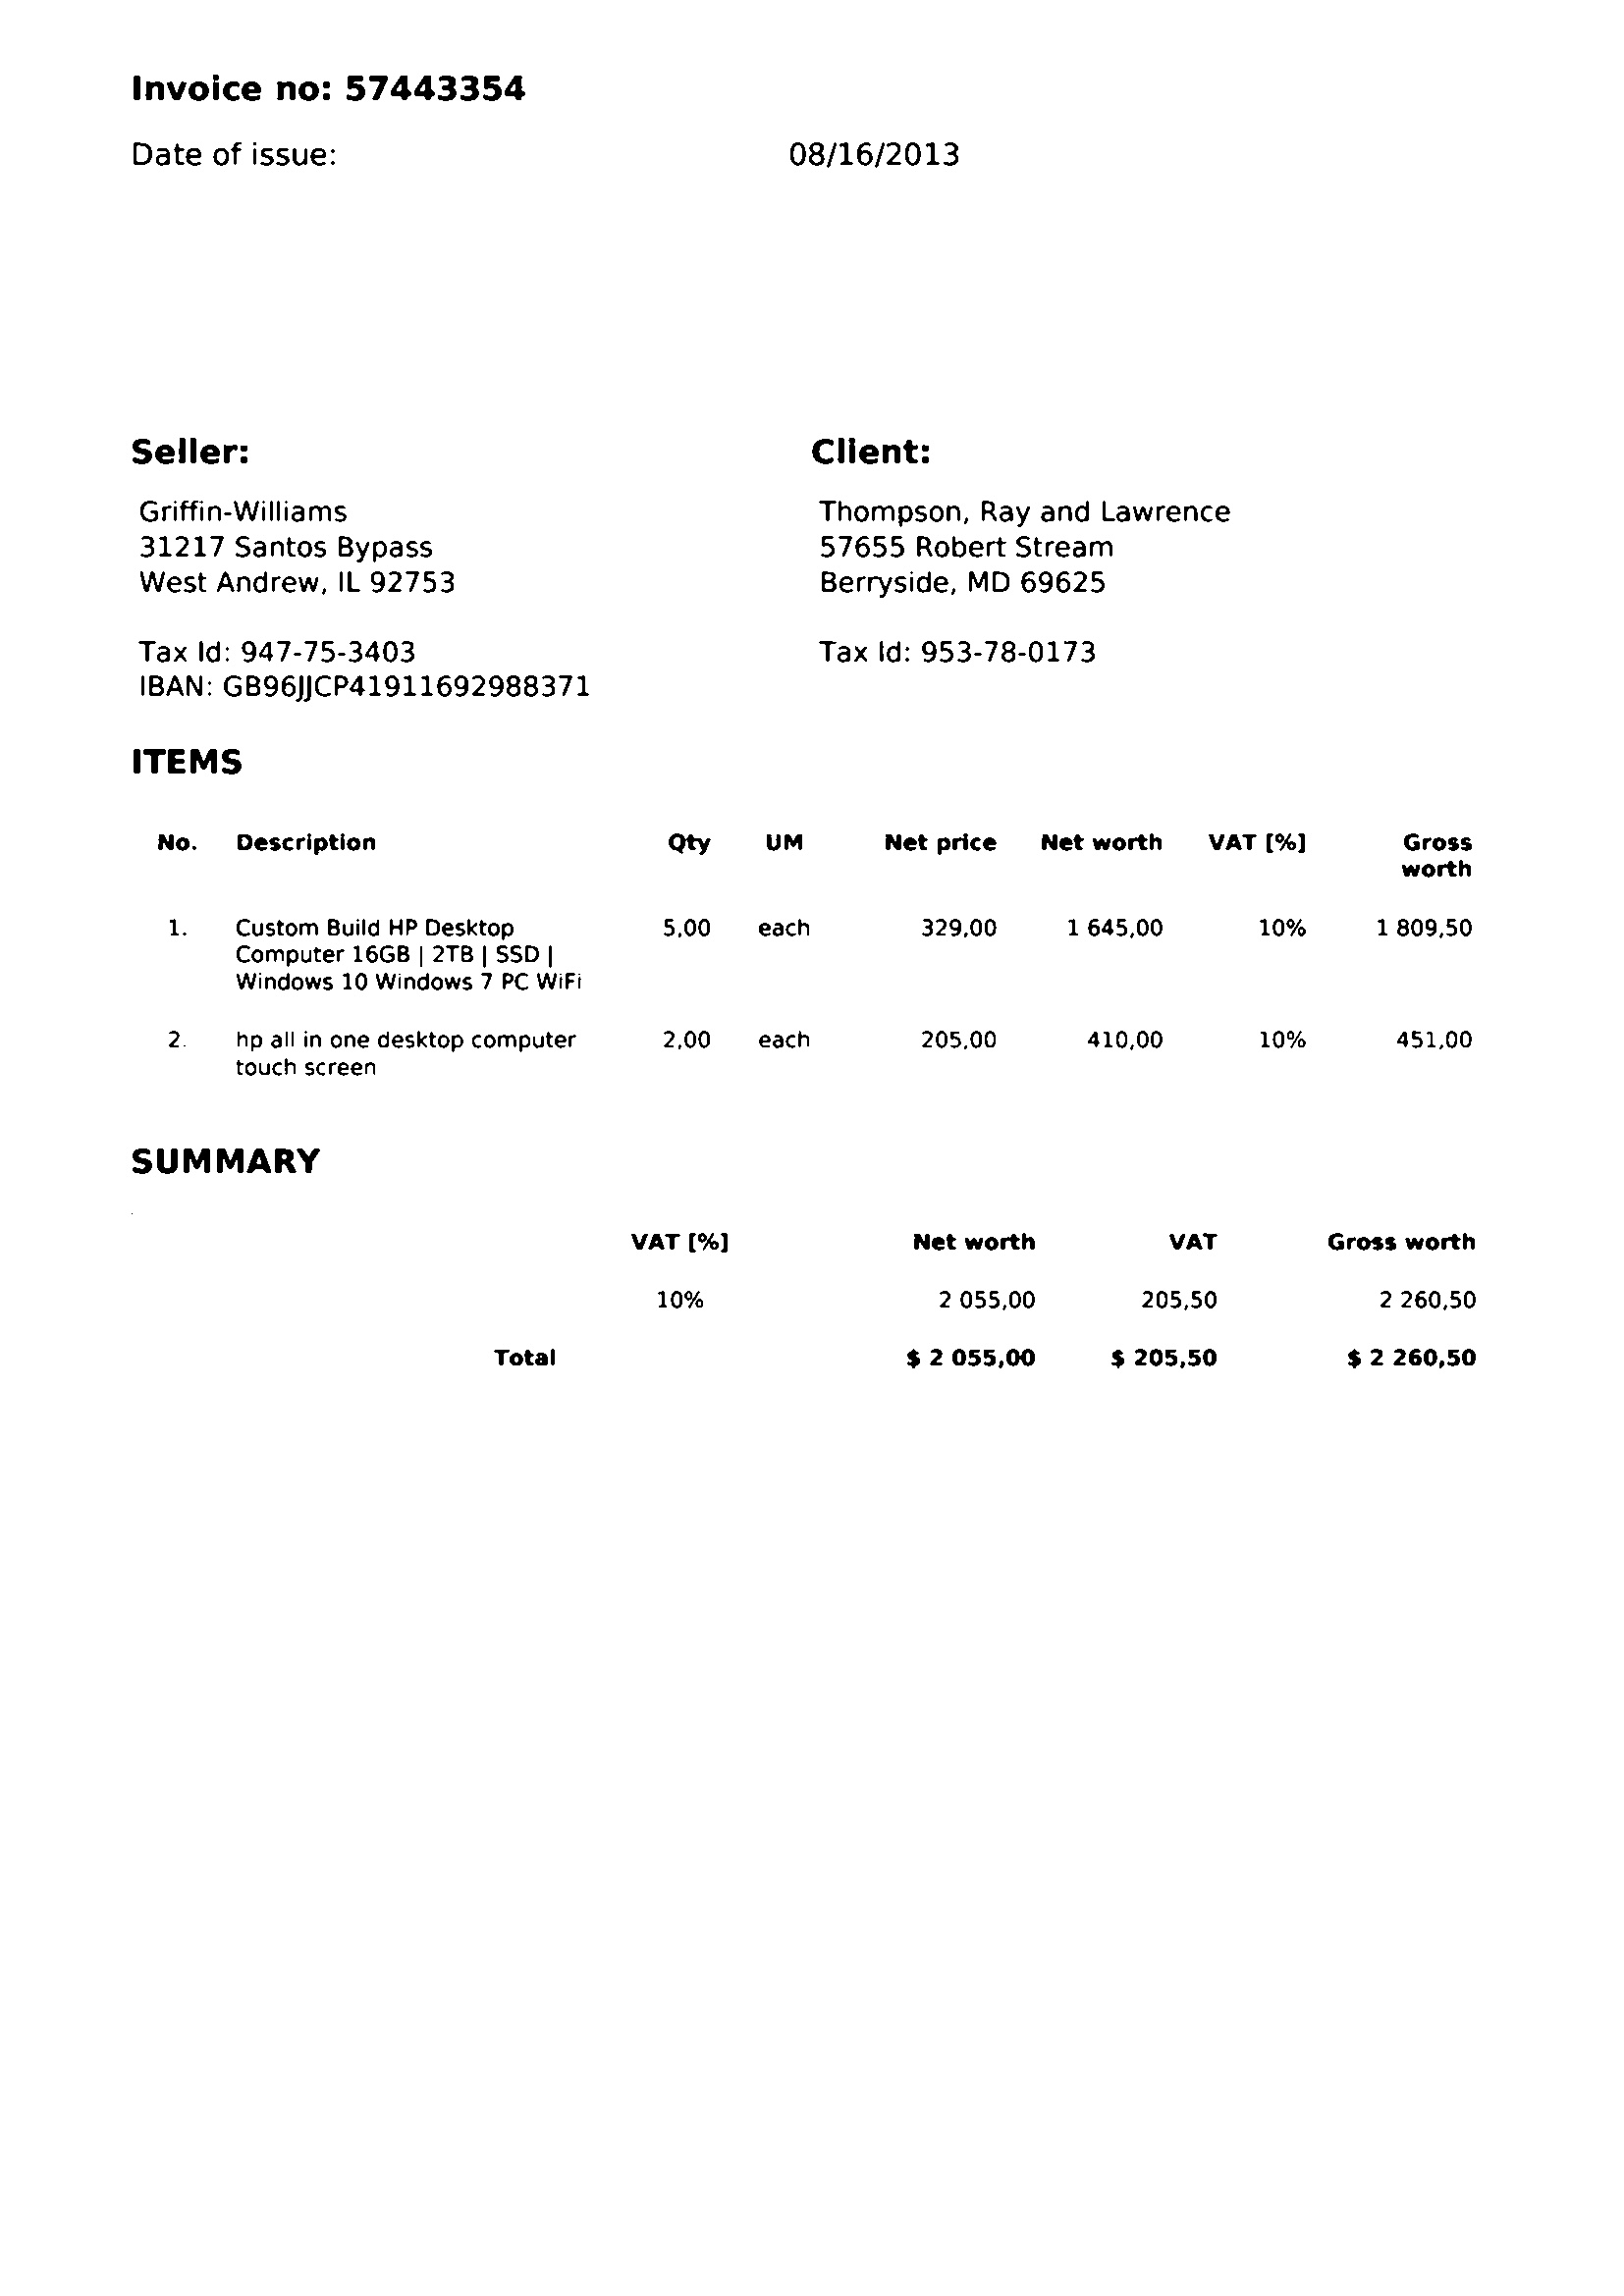 Invoice no: 57443354
Date of issue: 08/16/2013
Seller: Client:
Griffin-Williams Thompson, Ray and Lawrence
31217 Santos Bypass 57655 Robert Stream
West Andrew, IL 92753 Berryside, MD 69625
Tax Id: 947-75-3403 Tax Id: 953-78-0173
IBAN: GB96JJCP41911692988371
ITEMS
No. Description Qty UM Net price Net worth VAT [%] Gross
worth
1. Custom Build HP Desktop 5,00 each 329,00 1 645,00 10% 1 809,50
Computer 16GB | 2TB | SSD |
Windows 10 Windows 7 PC WiFi
2. hp all in one desktop computer 2,00 each 205,00 410,00 10% 451,00
touch screen
SUMMARY
VAT [%] Net worth VAT Gross worth
10% 2 055,00 205,50 2 260,50
Total $ 2 055,00 $ 205,50 $ 2 260,50